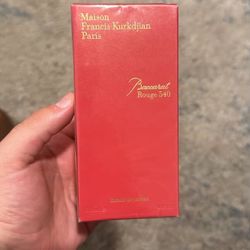 Maison
Francis Kurkdjian
Paris
Baccarat
Rouge 540